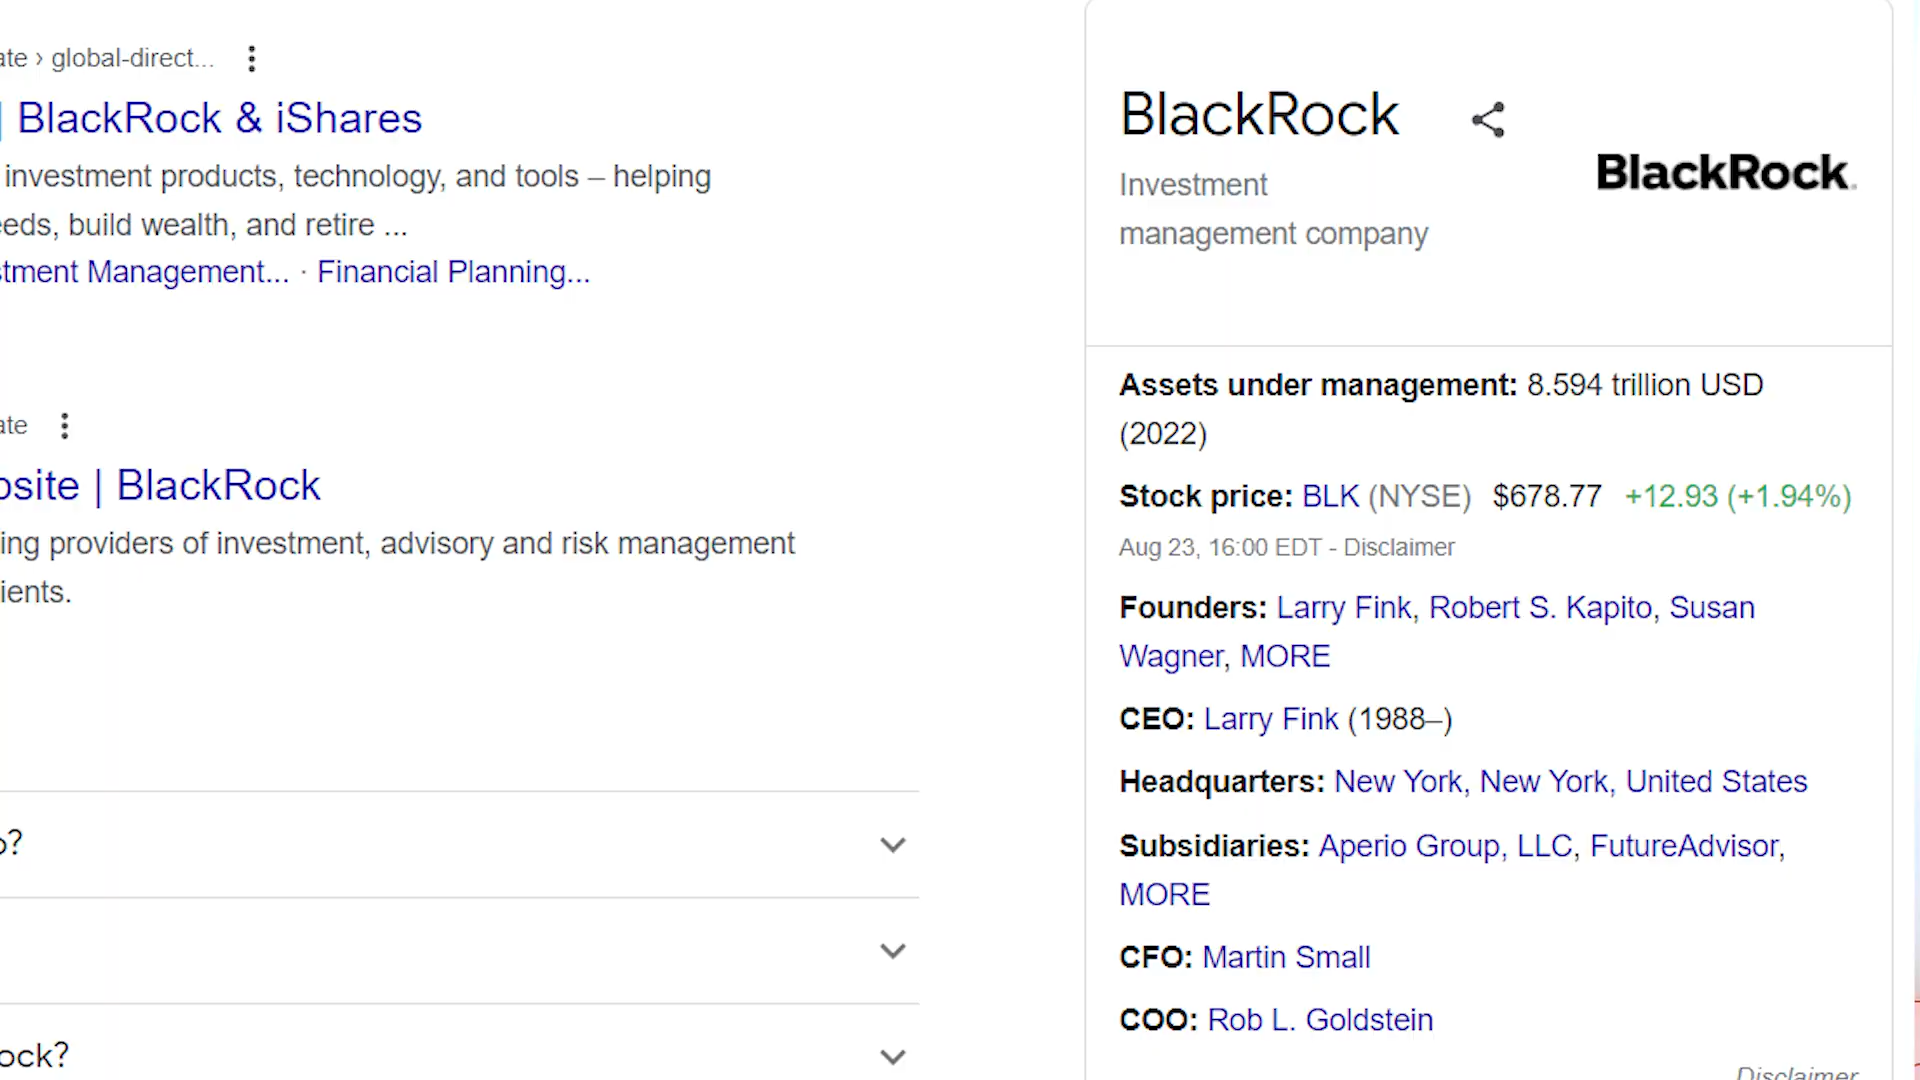 ate › global-direct...
| BlackRock & iShares
investment products, technology, and tools – helping
eeds, build wealth, and retire ...
stment Management... · Financial Planning...
ate
osite | BlackRock
ing providers of investment, advisory and risk management
ients.
o?
ock?
BlackRock
BlackRock.
Investment
management company
Assets under management: 8.594 trillion USD
(2022)
Stock price: BLK (NYSE) $678.77 +12.93 (+1.94%)
Aug 23, 16:00 EDT - Disclaimer
Founders: Larry Fink, Robert S. Kapito, Susan
Wagner, MORE
CEO: Larry Fink (1988–)
Headquarters: New York, New York, United States
Subsidiaries: Aperio Group, LLC, FutureAdvisor,
MORE
CFO: Martin Small
COO: Rob L. Goldstein
Disclaimer